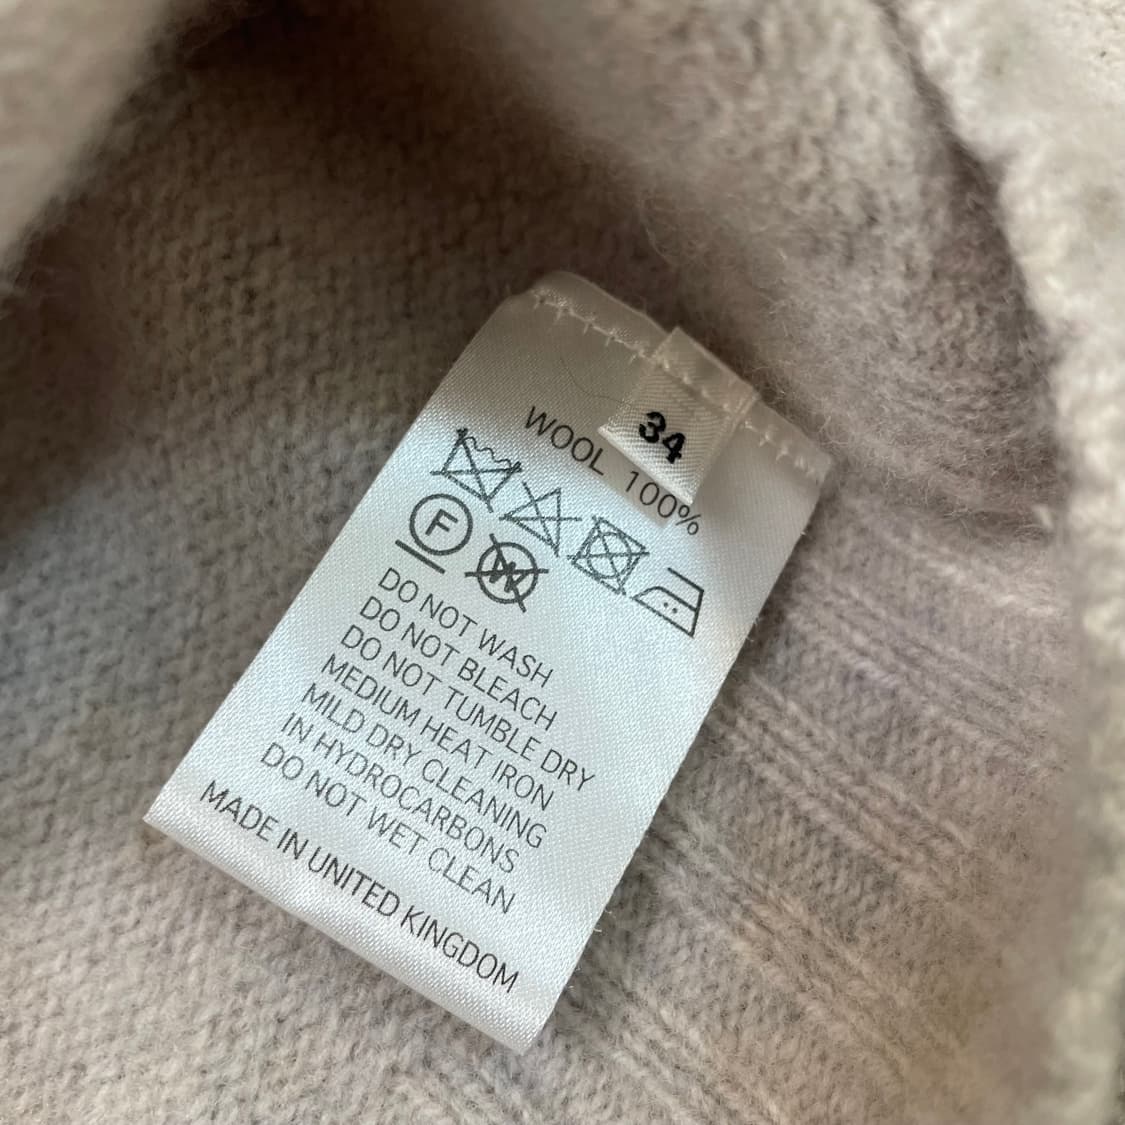 34
WOOL 100%
F
W
DO NOT WASH
DO NOT BLEACH
DO NOT TUMBLE DRY
MEDIUM HEAT IRON
MILD DRY CLEANING
IN HYDROCARBONS
DO NOT WET CLEAN
MADE IN UNITED KINGDOM